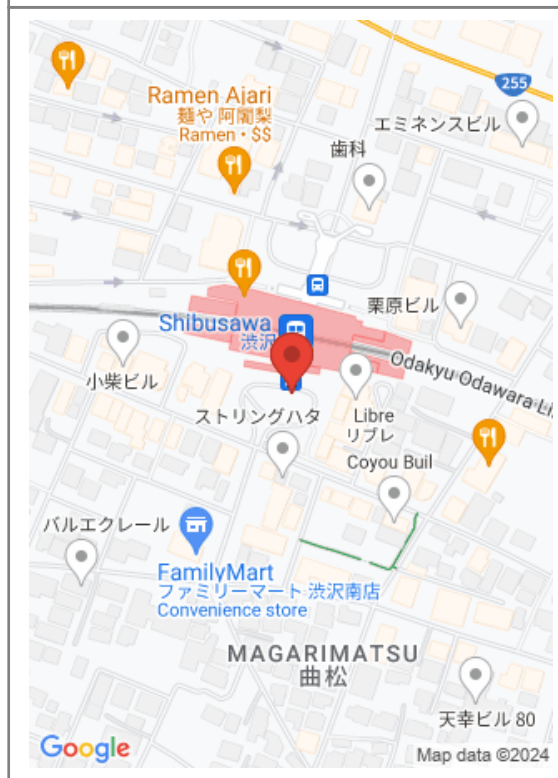 255
Ramen Ajari
麺や 阿闍梨
Ramen・$$
エミネンスビル
歯科
栗原ビル
Shibusawa
渋沢
小柴ビル
Odakyu Odawara Li
ストリングハタ
Libre
リブレ
Coyou Buil
バルエクレール
FamilyMart
ファミリーマート 渋沢南店
Convenience store
MAGARIMATSU
曲松
天幸ビル 80
Google
Map data ©2024